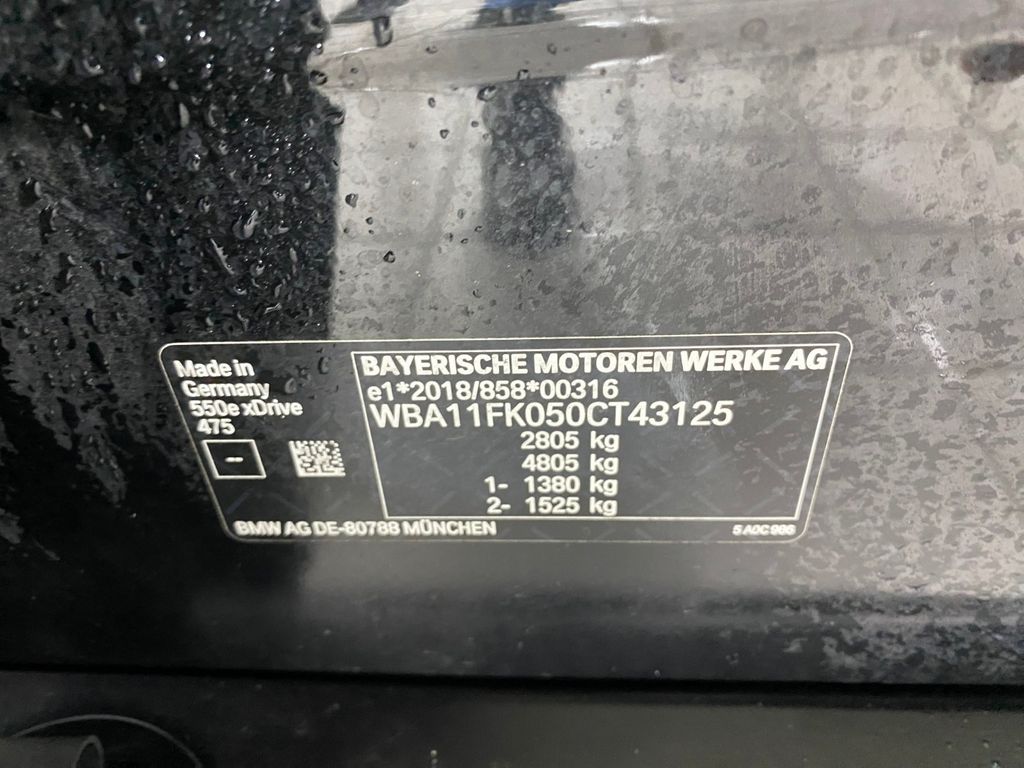 Made in
Germany
550e xDrive
475
--
BAYERISCHE MOTOREN WERKE AG
e1*2018/858*00316
WBA11FK050CT43125
2805 kg
4805 kg
1- 1380 kg
2- 1525 kg
BMW AG DE-80788 MÜNCHEN
5 A0C 9B6